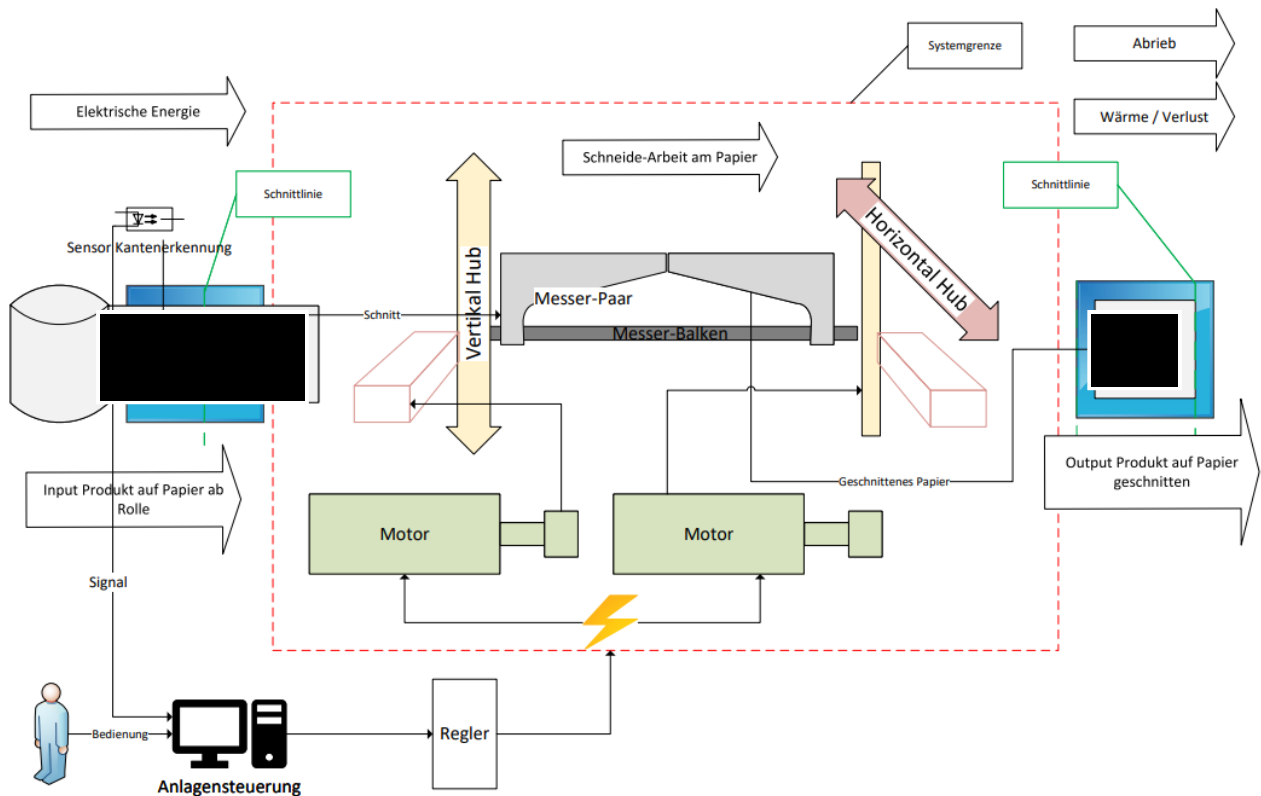 Systemgrenze
Abrieb
Elektrische Energie
Wärme / Verlust
Schneide-Arbeit am Papier
Schnittlinie
Schnittlinie
Sensor Kantenerkennung
Vertikal Hub
Horizontal Hub
Messer-Paar
Schnitt
Messer-Balken
Input Produkt auf Papier ab
Rolle
Geschnittenes Papier
Output Produkt auf Papier
geschnitten
Motor
Motor
Signal
Bedienung
Regler
Anlagensteuerung